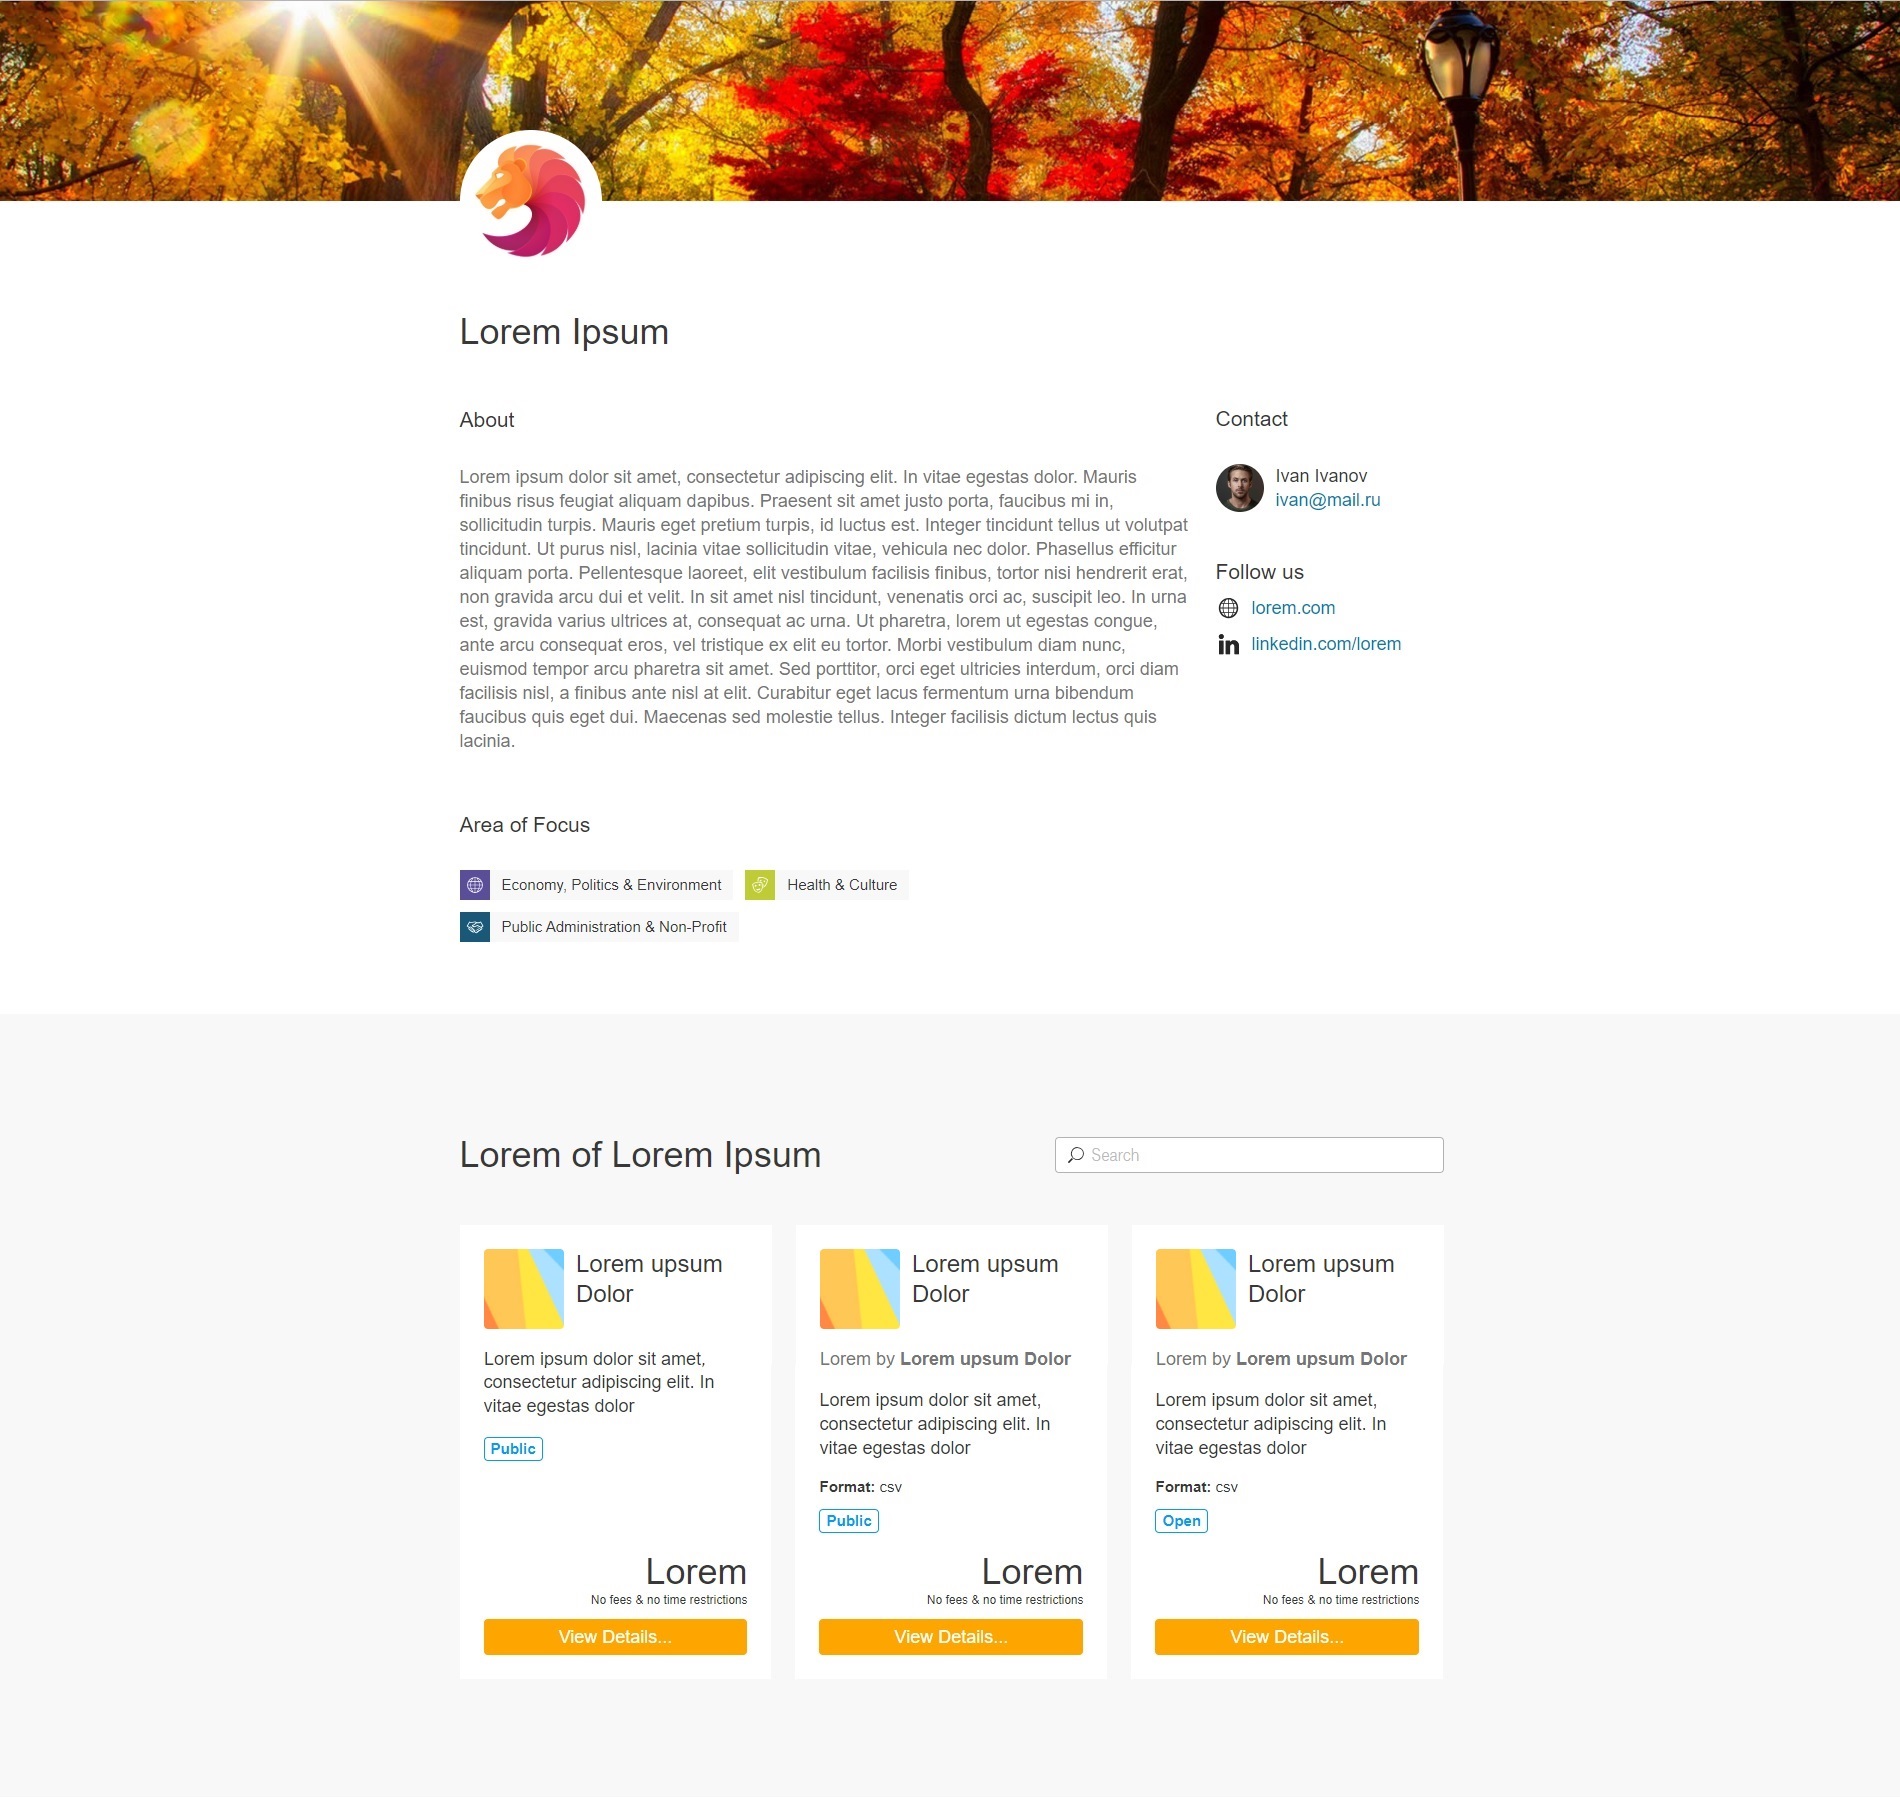 Lorem Ipsum
About
Lorem ipsum dolor sit amet, consectetur adipiscing elit. In vitae egestas dolor. Mauris
finibus risus feugiat aliquam dapibus. Praesent sit amet justo porta, faucibus mi in,
sollicitudin turpis. Mauris eget pretium turpis, id luctus est. Integer tincidunt tellus ut volutpat
tincidunt. Ut purus nisl, lacinia vitae sollicitudin vitae, vehicula nec dolor. Phasellus efficitur
aliquam porta. Pellentesque laoreet, elit vestibulum facilisis finibus, tortor nisi hendrerit erat,
non gravida arcu dui et velit. In sit amet nisl tincidunt, venenatis orci ac, suscipit leo. In urna
est, gravida varius ultrices at, consequat ac urna. Ut pharetra, lorem ut egestas congue,
ante arcu consequat eros, vel tristique ex elit eu tortor. Morbi vestibulum diam nunc,
euismod tempor arcu pharetra sit amet. Sed porttitor, orci eget ultricies interdum, orci diam
facilisis nisl, a finibus ante nisl at elit. Curabitur eget lacus fermentum urna bibendum
faucibus quis eget dui. Maecenas sed molestie tellus. Integer facilisis dictum lectus quis
lacinia.
Contact
Ivan Ivanov
ivan@mail.ru
Follow us
lorem.com
in linkedin.com/lorem
Area of Focus
Economy, Politics & Environment
Health & Culture
Public Administration & Non-Profit
Lorem of Lorem Ipsum
Search
Lorem upsum
Dolor
Lorem ipsum dolor sit amet,
consectetur adipiscing elit. In
vitae egestas dolor
Public
Lorem
No fees & no time restrictions
View Details...
Lorem upsum
Dolor
Lorem by Lorem upsum Dolor
Lorem ipsum dolor sit amet,
consectetur adipiscing elit. In
vitae egestas dolor
Format: csv
Public
Lorem
No fees & no time restrictions
View Details...
Lorem upsum
Dolor
Lorem by Lorem upsum Dolor
Lorem ipsum dolor sit amet,
consectetur adipiscing elit. In
vitae egestas dolor
Format: csv
Open
Lorem
No fees & no time restrictions
View Details...